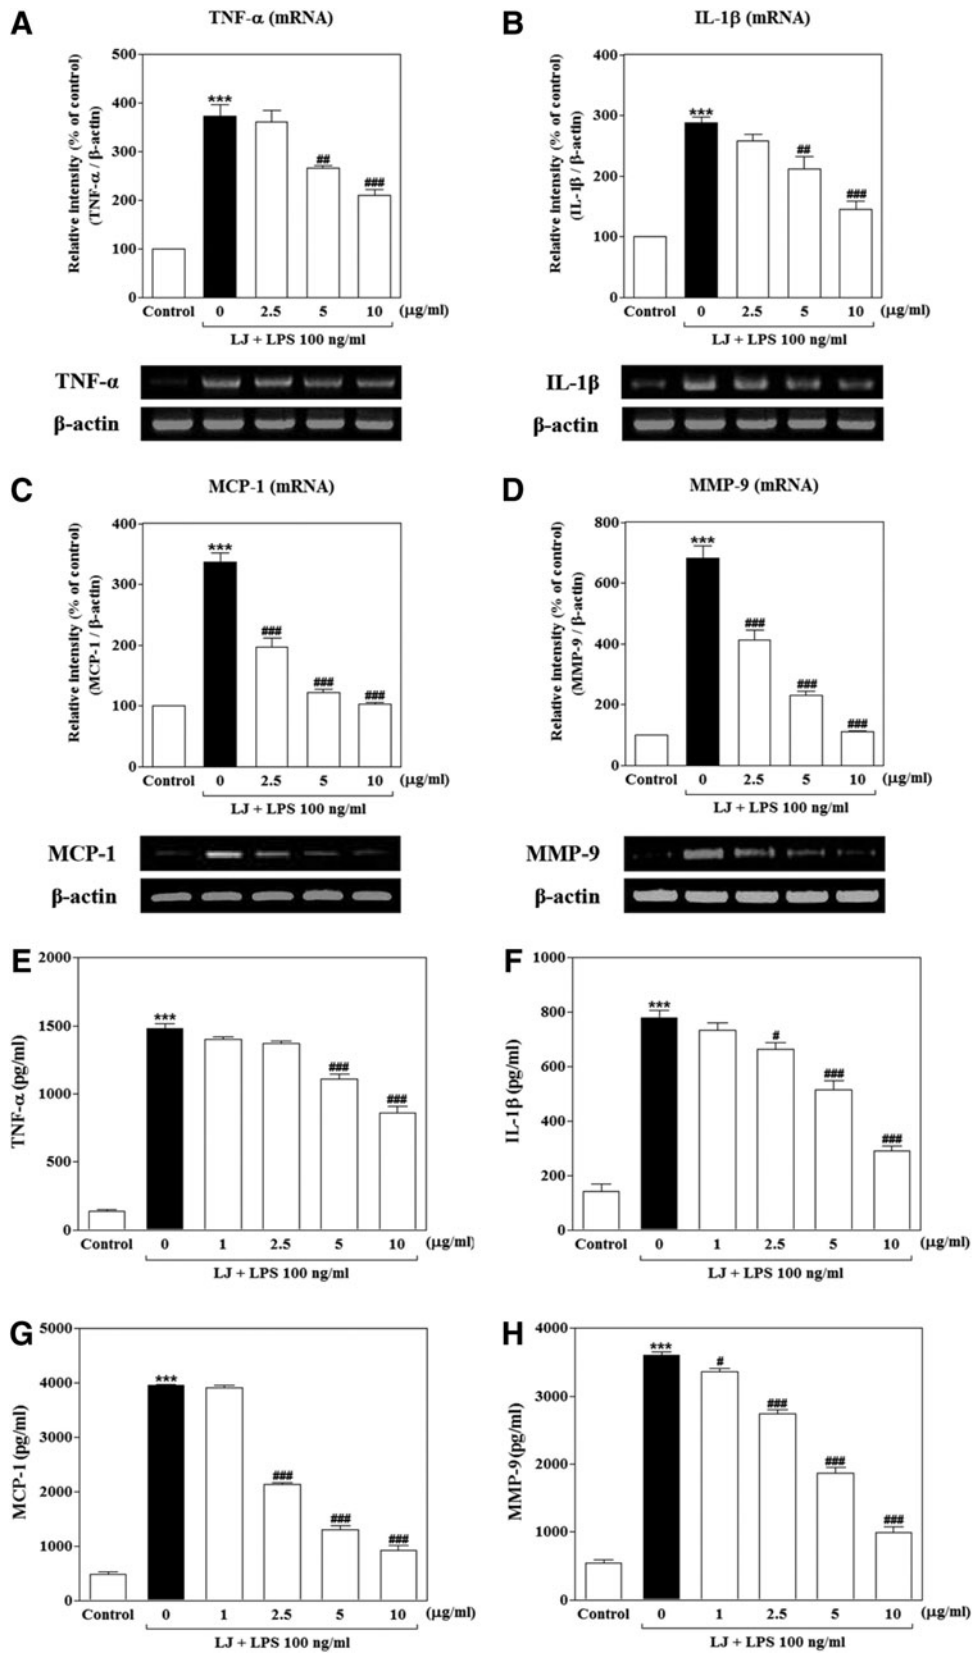 A
TNF-α (mRNA)
Relative intensity (% of control)
(TNF-α / β-actin)
500
400
300
200
100
0
***
##
###
Control 0 2.5 5 10 (μg/ml)
LJ + LPS 100 ng/ml
TNF-α
β-actin
B
IL-1β (mRNA)
Relative intensity (% of control)
(IL-1β / β-actin)
400
300
200
100
0
***
##
###
Control 0 2.5 5 10 (μg/ml)
LJ + LPS 100 ng/ml
IL-1β
β-actin
C
MCP-1 (mRNA)
Relative intensity (% of control)
(MCP-1 / β-actin)
400
300
200
100
0
***
###
###
###
Control 0 2.5 5 10 (μg/ml)
LJ + LPS 100 ng/ml
MCP-1
β-actin
D
MMP-9 (mRNA)
Relative intensity (% of control)
(MMP-9 / β-actin)
800
600
400
200
0
***
###
###
###
Control 0 2.5 5 10 (μg/ml)
LJ + LPS 100 ng/ml
MMP-9
β-actin
E
TNF-α (pg/ml)
2000
1500
1000
500
0
***
###
###
Control 0 1 2.5 5 10 (μg/ml)
LJ + LPS 100 ng/ml
F
IL-1β (pg/ml)
1000
800
600
400
200
0
***
#
###
###
Control 0 1 2.5 5 10 (μg/ml)
LJ + LPS 100 ng/ml
G
MCP-1 (pg/ml)
5000
4000
3000
2000
1000
0
***
###
###
###
Control 0 1 2.5 5 10 (μg/ml)
LJ + LPS 100 ng/ml
H
MMP-9 (pg/ml)
4000
3000
2000
1000
0
***
#
###
###
###
Control 0 1 2.5 5 10 (μg/ml)
LJ + LPS 100 ng/ml